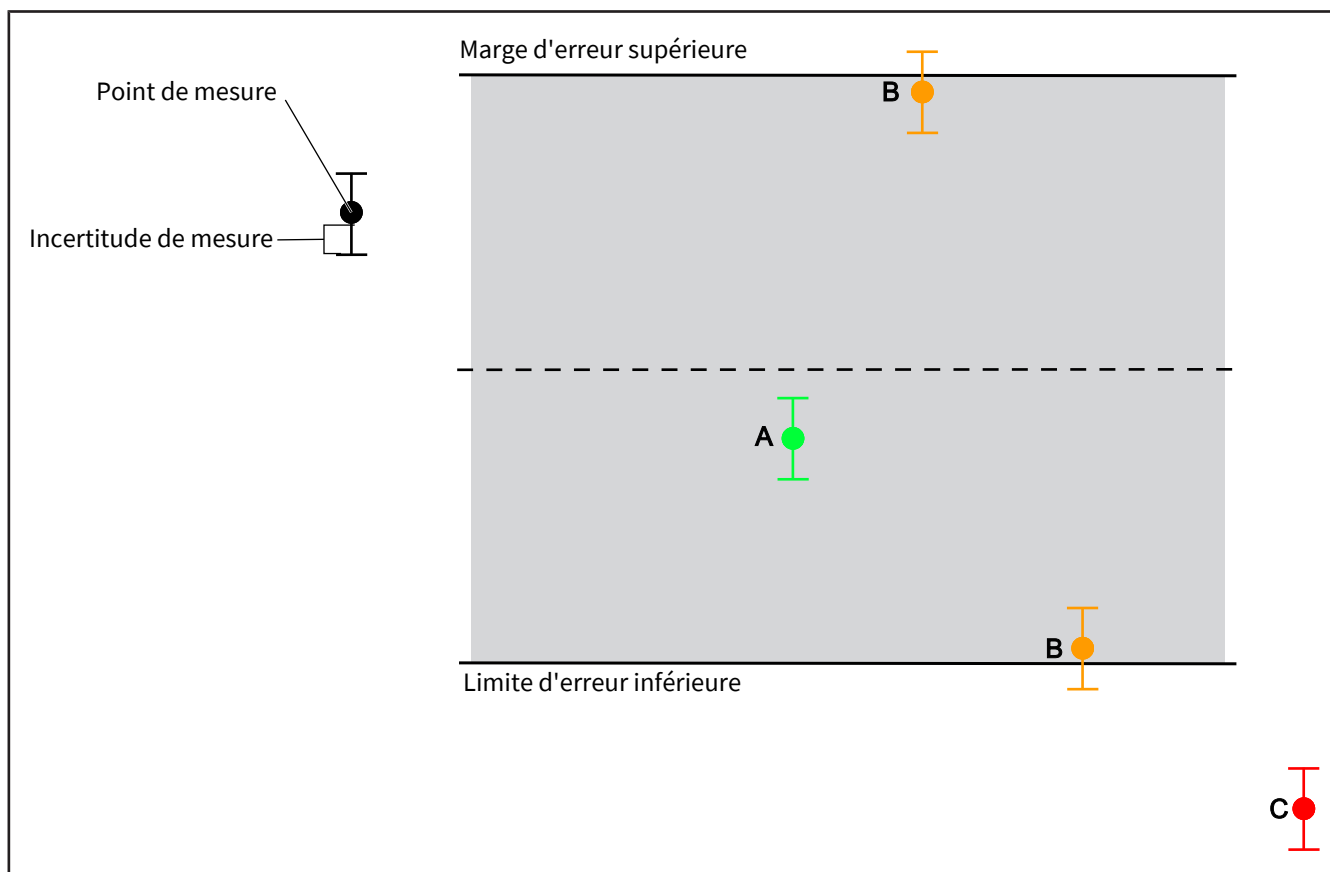 Marge d'erreur supérieure
Point de mesure
B
Incertitude de mesure
A
B
Limite d'erreur inférieure
C